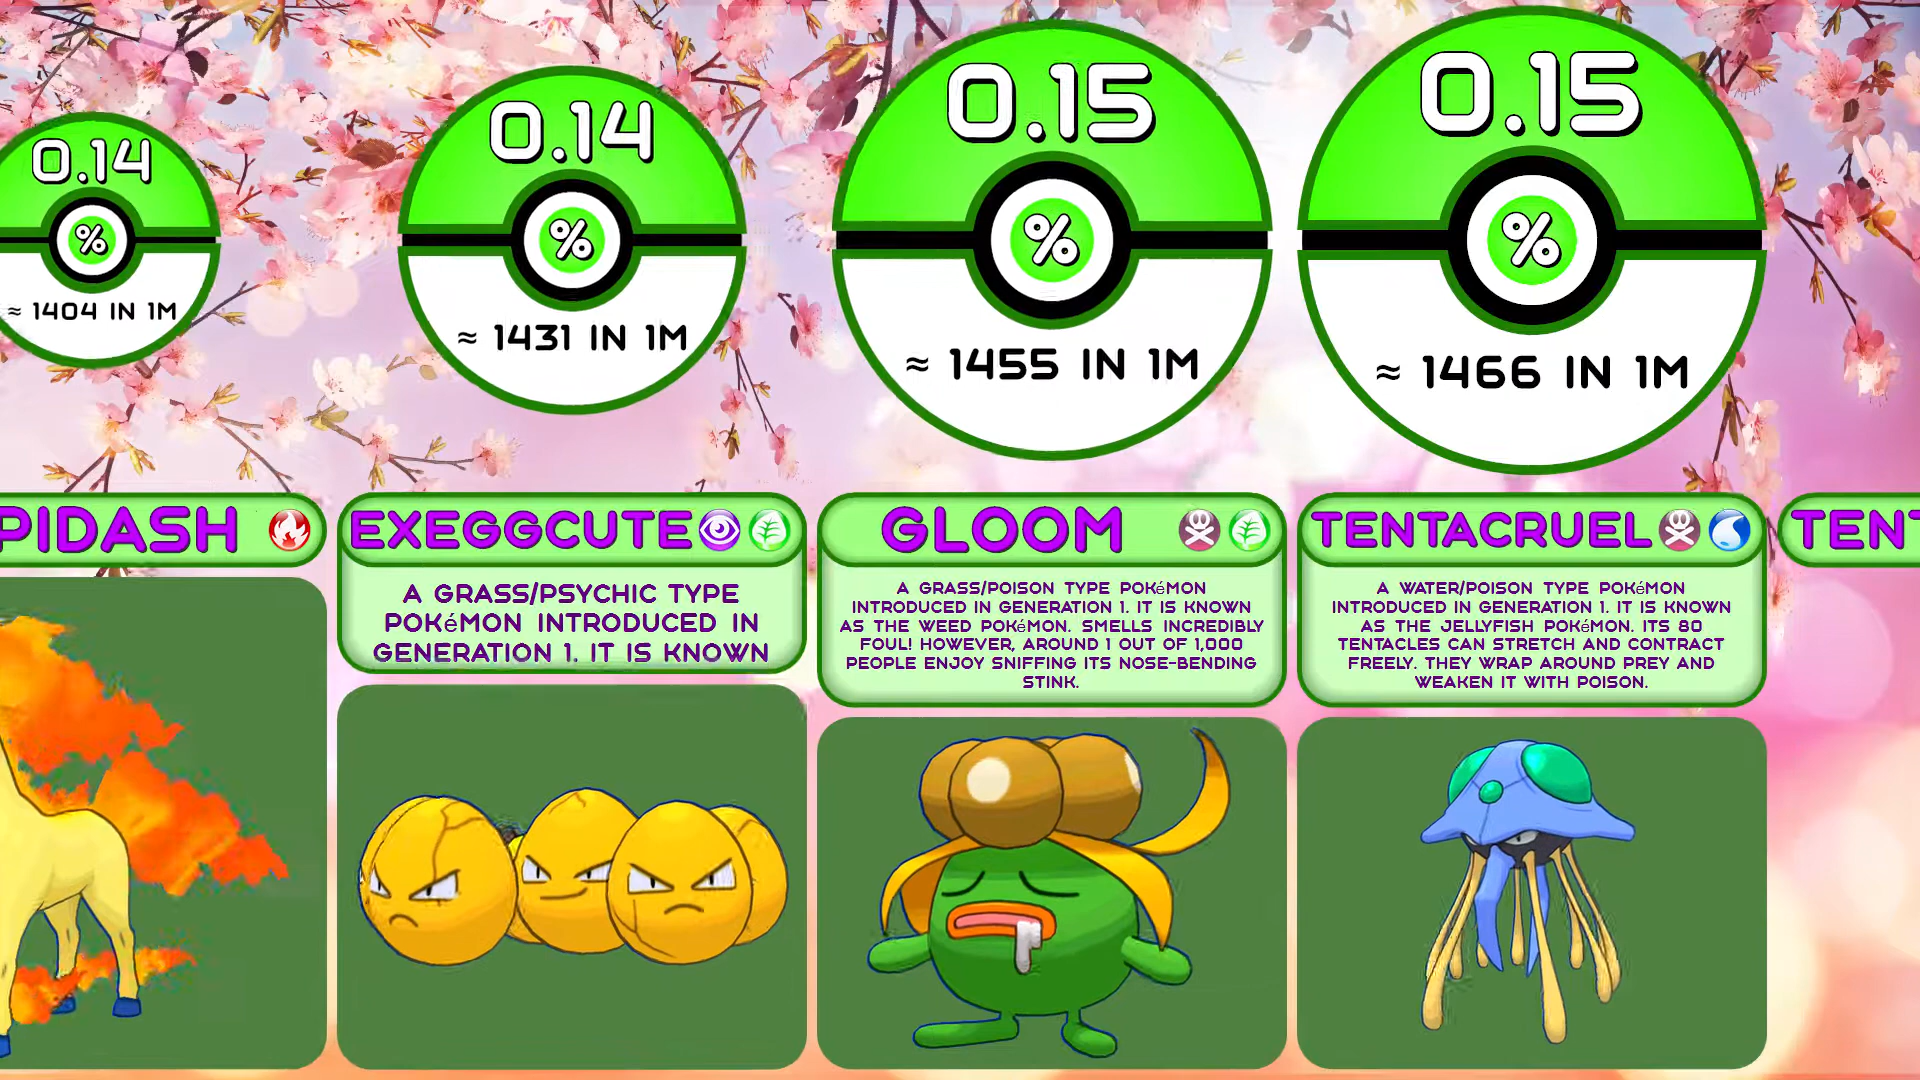 0.14
%
≈ 1404 IN 1M
PIDASH
0.14
%
≈ 1431 IN 1M
EXEGGCUTE
A GRASS/PSYCHIC TYPE
POKéMON INTRODUCED IN
GENERATION 1. IT IS KNOWN
0.15
%
≈ 1455 IN 1M
GLOOM
A GRASS/POISON TYPE POKéMON
INTRODUCED IN GENERATION 1. IT IS KNOWN
AS THE WEED POKéMON. SMELLS INCREDIBLY
FOUL! HOWEVER, AROUND 1 OUT OF 1,000
PEOPLE ENJOY SNIFFING ITS NOSE-BENDING
STINK.
0.15
%
≈ 1466 IN 1M
TENTACRUEL
A WATER/POISON TYPE POKéMON
INTRODUCED IN GENERATION 1. IT IS KNOWN
AS THE JELLYFISH POKéMON. ITS 80
TENTACLES CAN STRETCH AND CONTRACT
FREELY. THEY WRAP AROUND PREY AND
WEAKEN IT WITH POISON.
TENT